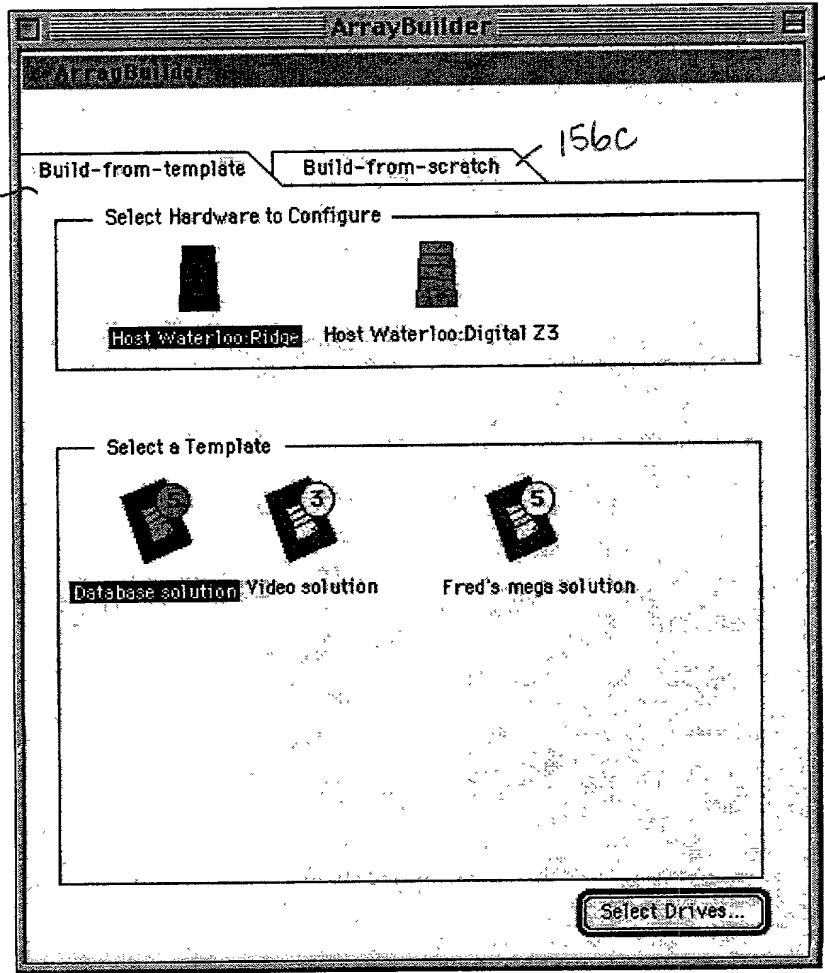 ArrayBuilder
ArrayBuilder
156c
Build-from-template Build-from-scratch
Select Hardware to Configure
Host Waterloo:Ridge Host Waterloo:Digital Z3
Select a Template
5 3 5
Database solution Video solution Fred's mega solution
Select Drives...